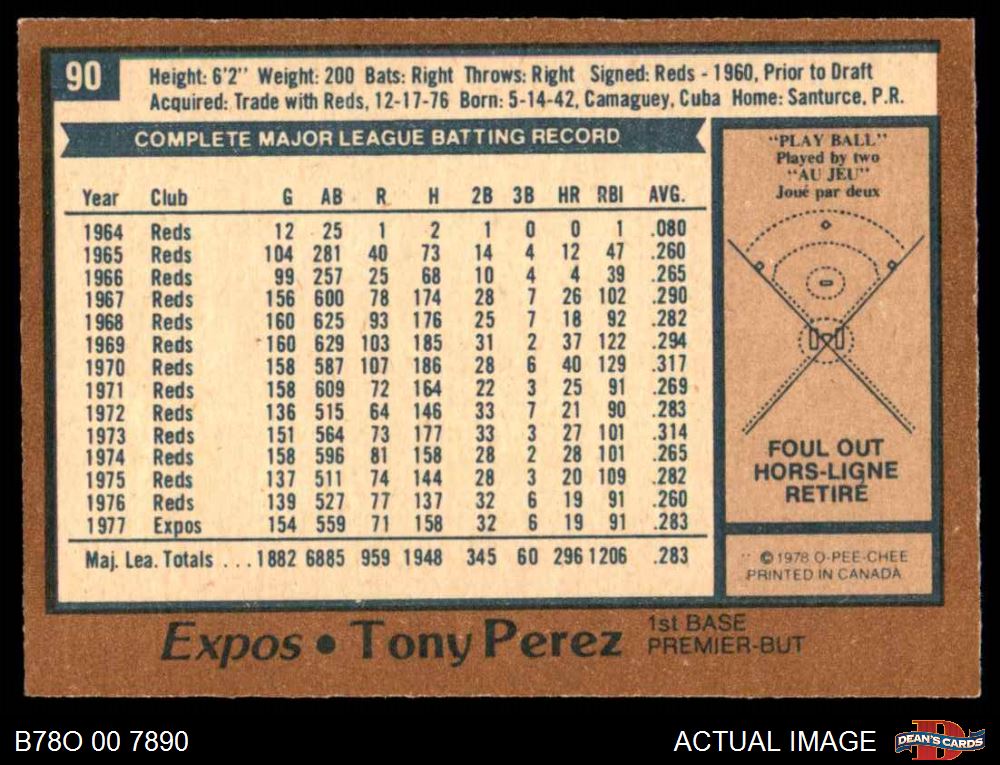 90
Height: 6'2" Weight: 200 Bats: Right Throws: Right Signed: Reds - 1960, Prior to Draft
Acquired: Trade with Reds, 12-17-76 Born: 5-14-42, Camaguey, Cuba Home: Santurce, P.R.
COMPLETE MAJOR LEAGUE BATTING RECORD
Year Club G AB R H 2B 3B HR RBI AVG.
1964 Reds 12 25 1 2 1 0 0 1 .080
1965 Reds 104 281 40 73 14 4 12 47 .260
1966 Reds 99 257 25 68 10 4 4 39 .265
1967 Reds 156 600 78 174 28 7 26 102 .290
1968 Reds 160 625 93 176 25 7 18 92 .282
1969 Reds 160 629 103 185 31 2 37 122 .294
1970 Reds 158 587 107 186 28 6 40 129 .317
1971 Reds 158 609 72 164 22 3 25 91 .269
1972 Reds 136 515 64 146 33 7 21 90 .283
1973 Reds 151 564 73 177 33 3 27 101 .314
1974 Reds 158 596 81 158 28 2 28 101 .265
1975 Reds 137 511 74 144 28 3 20 109 .282
1976 Reds 139 527 77 137 32 6 19 91 .260
1977 Expos 154 559 71 158 32 6 19 91 .283
Maj. Lea. Totals ...1882 6885 959 1948 345 60 296 1206 .283
"PLAY BALL"
Played by two
"AU JEU"
Joué par deux
FOUL OUT
HORS-LIGNE
RETIRÉ
© 1978 O-PEE-CHEE
PRINTED IN CANADA
Expos • Tony Perez
1st BASE
PREMIER-BUT
B78O 00 7890
ACTUAL IMAGE
DEAN'S CARDS